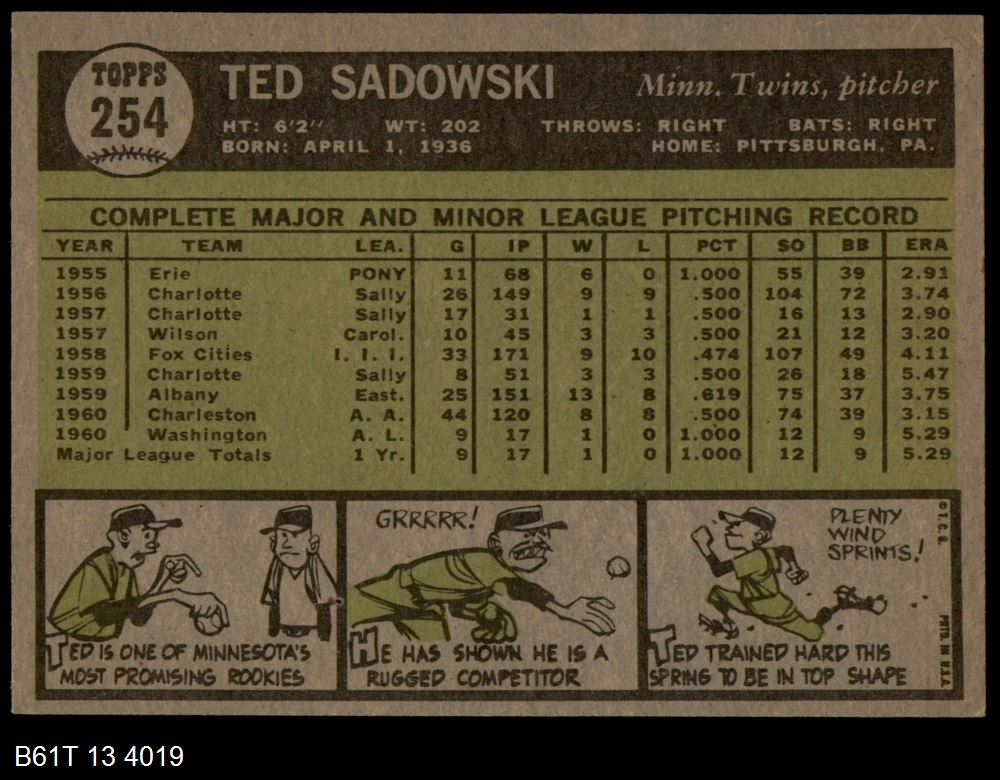 TOPPS
254
TED SADOWSKI
Minn. Twins, pitcher
HT: 6'2" WT: 202 THROWS: RIGHT BATS: RIGHT
BORN: APRIL 1, 1936 HOME: PITTSBURGH, PA.
COMPLETE MAJOR AND MINOR LEAGUE PITCHING RECORD
YEAR TEAM LEA. G IP W L PCT SO BB ERA
1955 Erie PONY 11 68 6 0 1.000 55 39 2.91
1956 Charlotte Sally 26 149 9 9 .500 104 72 3.74
1957 Charlotte Sally 17 31 1 1 .500 16 13 2.90
1957 Wilson Carol. 10 45 3 3 .500 21 12 3.20
1958 Fox Cities I. I. I. 33 171 9 10 .474 107 49 4.11
1959 Charlotte Sally 8 51 3 3 .500 26 18 5.47
1959 Albany East. 25 151 13 8 .619 75 37 3.75
1960 Charleston A. A. 44 120 8 8 .500 74 39 3.15
1960 Washington A. L. 9 17 1 0 1.000 12 9 5.29
Major League Totals 1 Yr. 9 17 1 0 1.000 12 9 5.29
TED IS ONE OF MINNESOTA'S
MOST PROMISING ROOKIES
GRRRRR!
HE HAS SHOWN HE IS A
RUGGED COMPETITOR
PLENTY
WIND
SPRINTS!
TED TRAINED HARD THIS
SPRING TO BE IN TOP SHAPE
©T. C. G.
PRTD. IN U.S.A.
B61T 13 4019